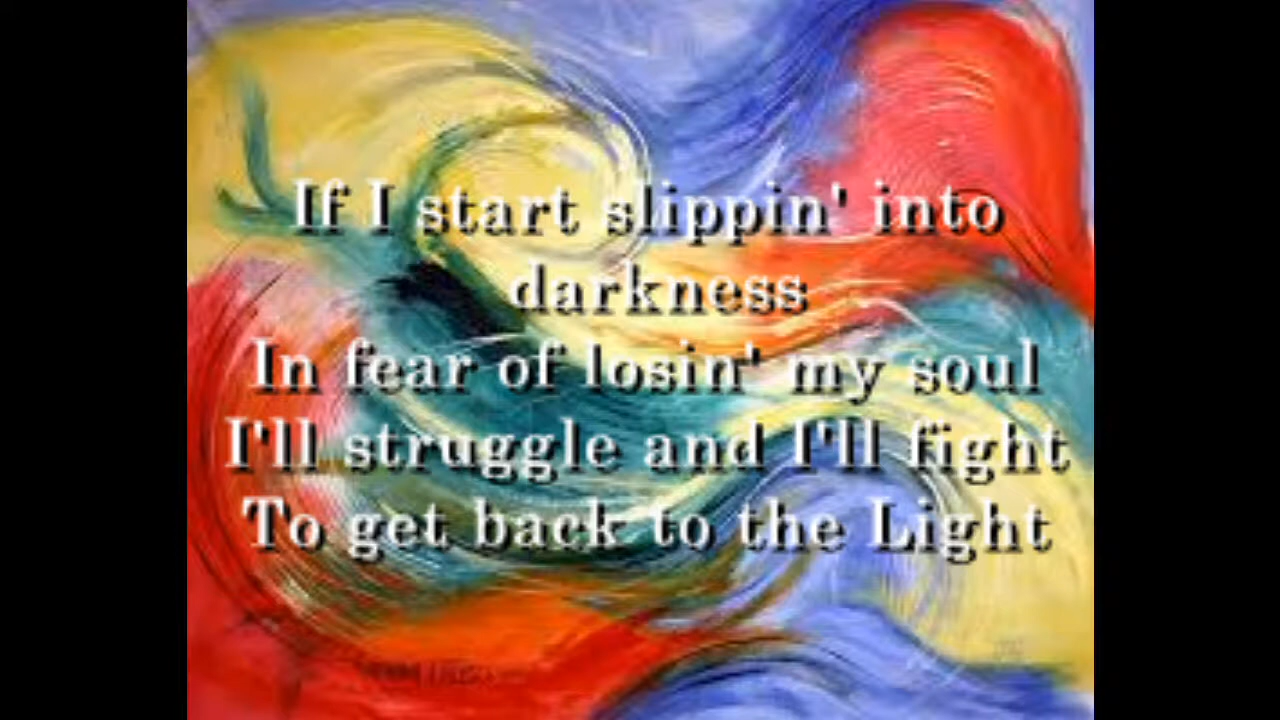 If I start slippin' into
darkness
In fear of losin' my soul
I'll struggle and I'll fight
To get back to the Light